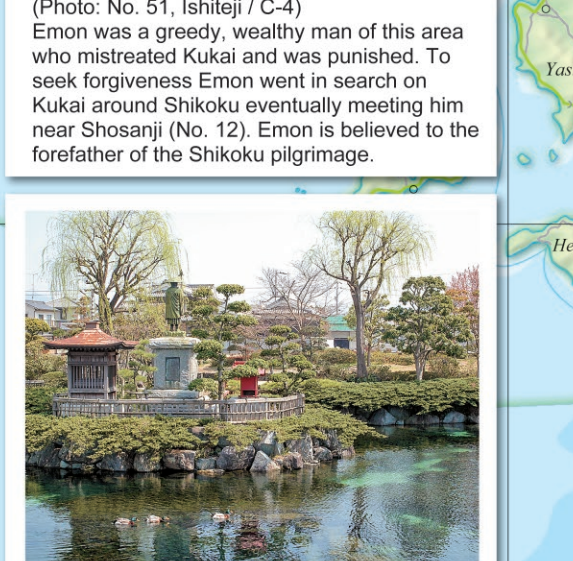 (Photo: No. 51, Ishiteji / C-4)
Emon was a greedy, wealthy man of this area
who mistreated Kukai and was punished. To
seek forgiveness Emon went in search on
Kukai around Shikoku eventually meeting him
near Shosanji (No. 12). Emon is believed to the
forefather of the Shikoku pilgrimage.
Yas
He